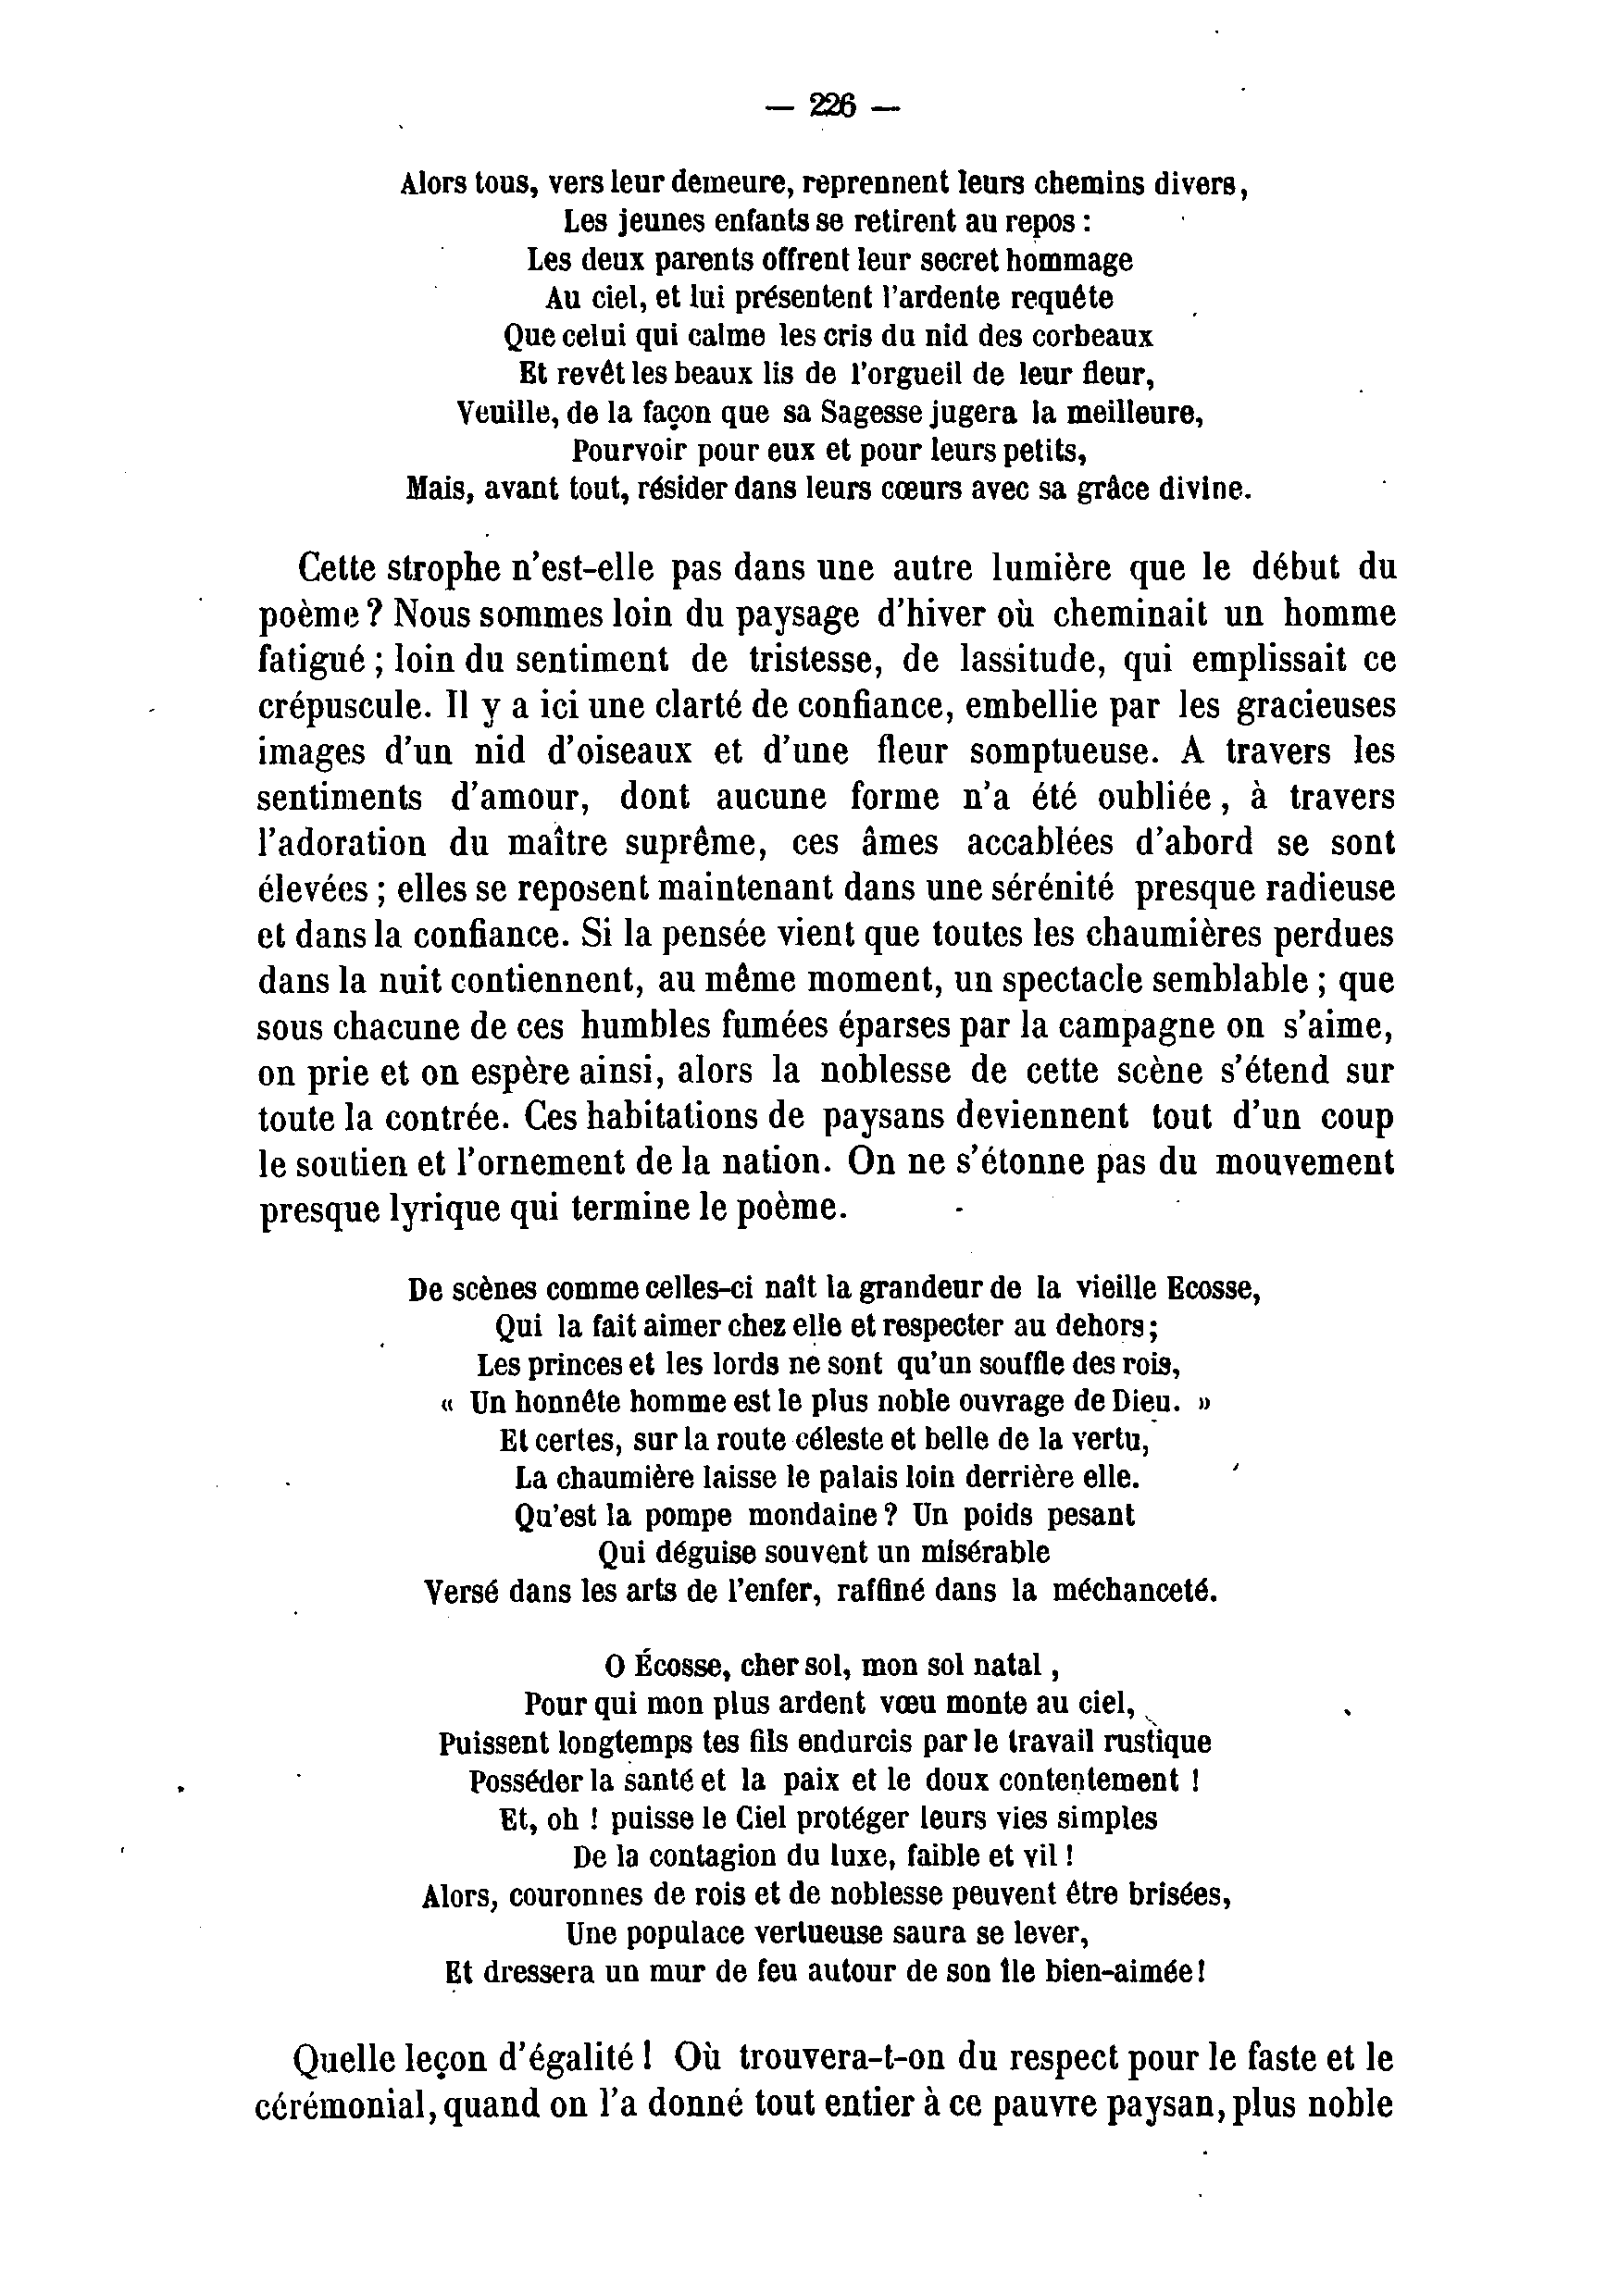 — 226 —
Alors tous, vers leur demeure, reprennent leurs chemins divers,
Les jeunes enfants se retirent au repos :
Les deux parents offrent leur secret hommage
Au ciel, et lui présentent l'ardente requête
Que celui qui calme les cris du nid des corbeaux
Et revêt les beaux lis de l'orgueil de leur fleur,
Veuille, de la façon que sa Sagesse jugera la meilleure,
Pourvoir pour eux et pour leurs petits,
Mais, avant tout, résider dans leurs cœurs avec sa grâce divine.
Cette strophe n'est-elle pas dans une autre lumière que le début du
poème ? Nous sommes loin du paysage d'hiver où cheminait un homme
fatigué ; loin du sentiment de tristesse, de lassitude, qui emplissait ce
crépuscule. Il y a ici une clarté de confiance, embellie par les gracieuses
images d'un nid d'oiseaux et d'une fleur somptueuse. A travers les
sentiments d'amour, dont aucune forme n'a été oubliée, à travers
l'adoration du maître suprême, ces âmes accablées d'abord se sont
élevées ; elles se reposent maintenant dans une sérénité presque radieuse
et dans la confiance. Si la pensée vient que toutes les chaumières perdues
dans la nuit contiennent, au même moment, un spectacle semblable ; que
sous chacune de ces humbles fumées éparses par la campagne on s'aime,
on prie et on espère ainsi, alors la noblesse de cette scène s'étend sur
toute la contrée. Ces habitations de paysans deviennent tout d'un coup
le soutien et l'ornement de la nation. On ne s'étonne pas du mouvement
presque lyrique qui termine le poème.
De scènes comme celles-ci naît la grandeur de la vieille Ecosse,
Qui la fait aimer chez elle et respecter au dehors ;
Les princes et les lords ne sont qu'un souffle des rois,
« Un honnête homme est le plus noble ouvrage de Dieu. »
Et certes, sur la route céleste et belle de la vertu,
La chaumière laisse le palais loin derrière elle.
Qu'est la pompe mondaine ? Un poids pesant
Qui déguise souvent un misérable
Versé dans les arts de l'enfer, raffiné dans la méchanceté.
O Écosse, cher sol, mon sol natal,
Pour qui mon plus ardent vœu monte au ciel,
Puissent longtemps tes fils endurcis par le travail rustique
Posséder la santé et la paix et le doux contentement !
Et, oh ! puisse le Ciel protéger leurs vies simples
De la contagion du luxe, faible et vil !
Alors, couronnes de rois et de noblesse peuvent être brisées,
Une populace vertueuse saura se lever,
Et dressera un mur de feu autour de son île bien-aimée !
Quelle leçon d'égalité ! Où trouvera-t-on du respect pour le faste et le
cérémonial, quand on l'a donné tout entier à ce pauvre paysan, plus noble